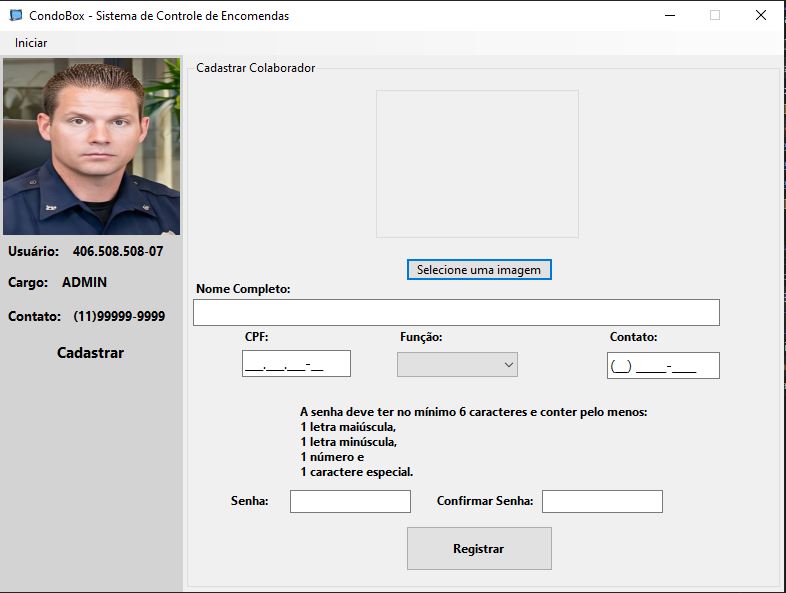 CondoBox - Sistema de Controle de Encomendas
Iniciar
Usuário: 406.508.508-07
Cargo: ADMIN
Contato: (11)99999-9999
Cadastrar
Cadastrar Colaborador
Selecione uma imagem
Nome Completo:
CPF: Função: Contato:
___.___.___-__ (__) _____-____
A senha deve ter no mínimo 6 caracteres e conter pelo menos:
1 letra maiúscula,
1 letra minúscula,
1 número e
1 caractere especial.
Senha: Confirmar Senha:
Registrar